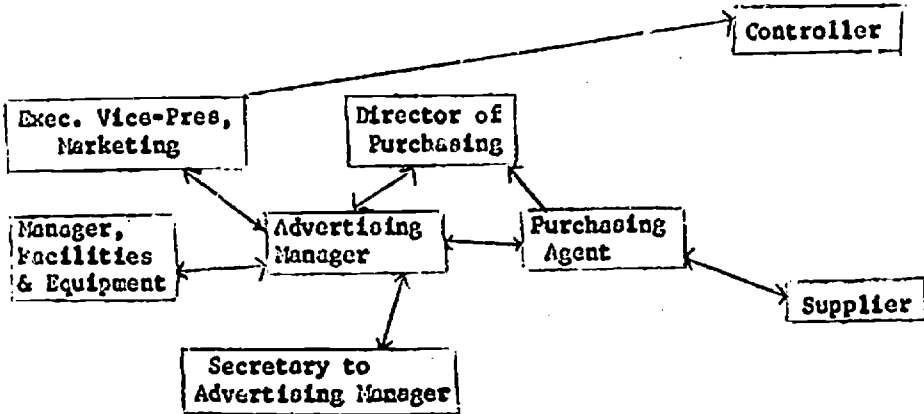 Controller
Exec. Vice-Pres,
Marketing
Director of
Purchasing
Manager,
Facilities
& Equipment
Advertising
Manager
Purchasing
Agent
Supplier
Secretary to
Advertising Manager